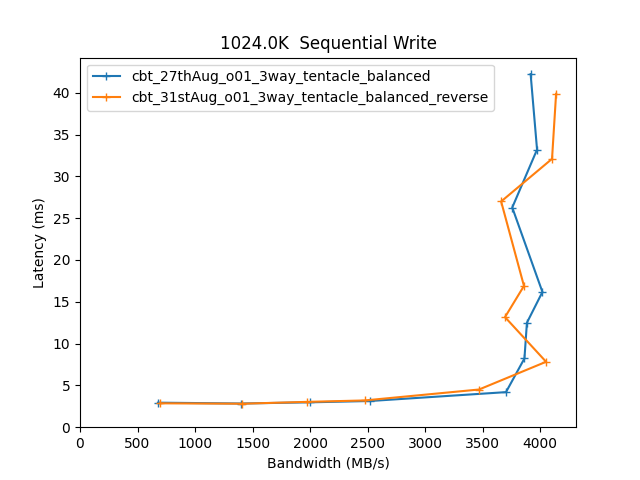 1024.0K  Sequential Write
cbt_27thAug_o01_3way_tentacle_balanced
cbt_31stAug_o01_3way_tentacle_balanced_reverse
Latency (ms)
40
35
30
25
20
15
10
5
0
0 500 1000 1500 2000 2500 3000 3500 4000
Bandwidth (MB/s)